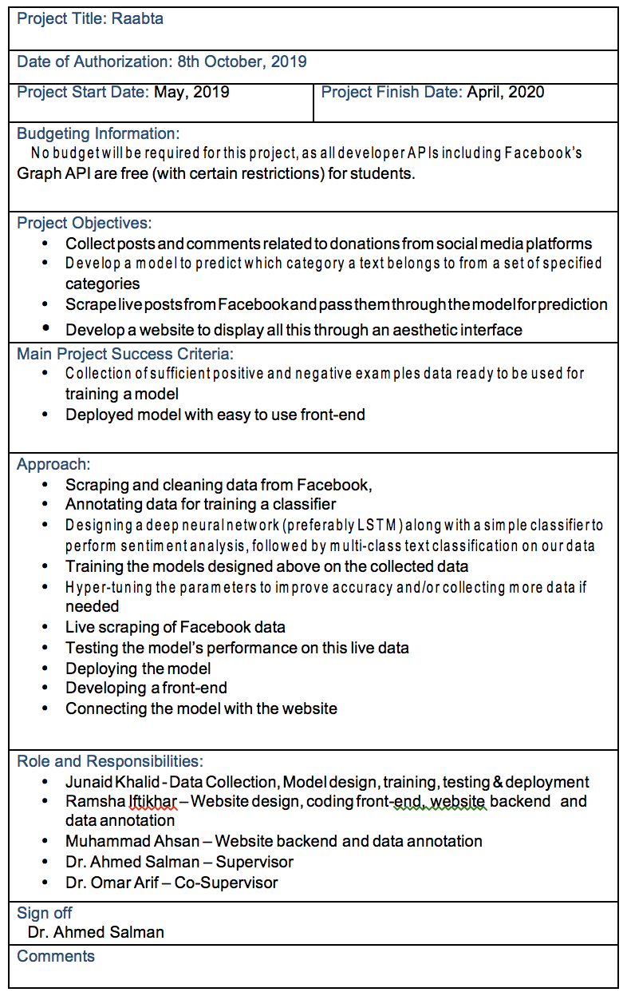 Project Title: Raabta
Date of Authorization: 8th October, 2019
Project Start Date: May, 2019
Project Finish Date: April, 2020
Budgeting Information:
No budget will be required for this project, as all developer APIs including Facebook's
Graph API are free (with certain restrictions) for students.
Project Objectives:
• Collect posts and comments related to donations from social media platforms
• Develop a model to predict which category a text belongs to from a set of specified
categories
• Scrape live posts from Facebook and pass them through the model for prediction
• Develop a website to display all this through an aesthetic interface
Main Project Success Criteria:
• Collection of sufficient positive and negative examples data ready to be used for
training a model
• Deployed model with easy to use front-end
Approach:
• Scraping and cleaning data from Facebook,
• Annotating data for training a classifier
• Designing a deep neural network (preferably LSTM) along with a simple classifier to
perform sentiment analysis, followed by multi-class text classification on our data
• Training the models designed above on the collected data
• Hyper-tuning the parameters to improve accuracy and/or collecting more data if
needed
• Live scraping of Facebook data
• Testing the model's performance on this live data
• Deploying the model
• Developing a front-end
• Connecting the model with the website
Role and Responsibilities:
• Junaid Khalid - Data Collection, Model design, training, testing & deployment
• Ramsha Iftikhar – Website design, coding front-end, website backend and
data annotation
• Muhammad Ahsan – Website backend and data annotation
• Dr. Ahmed Salman – Supervisor
• Dr. Omar Arif – Co-Supervisor
Sign off
Dr. Ahmed Salman
Comments